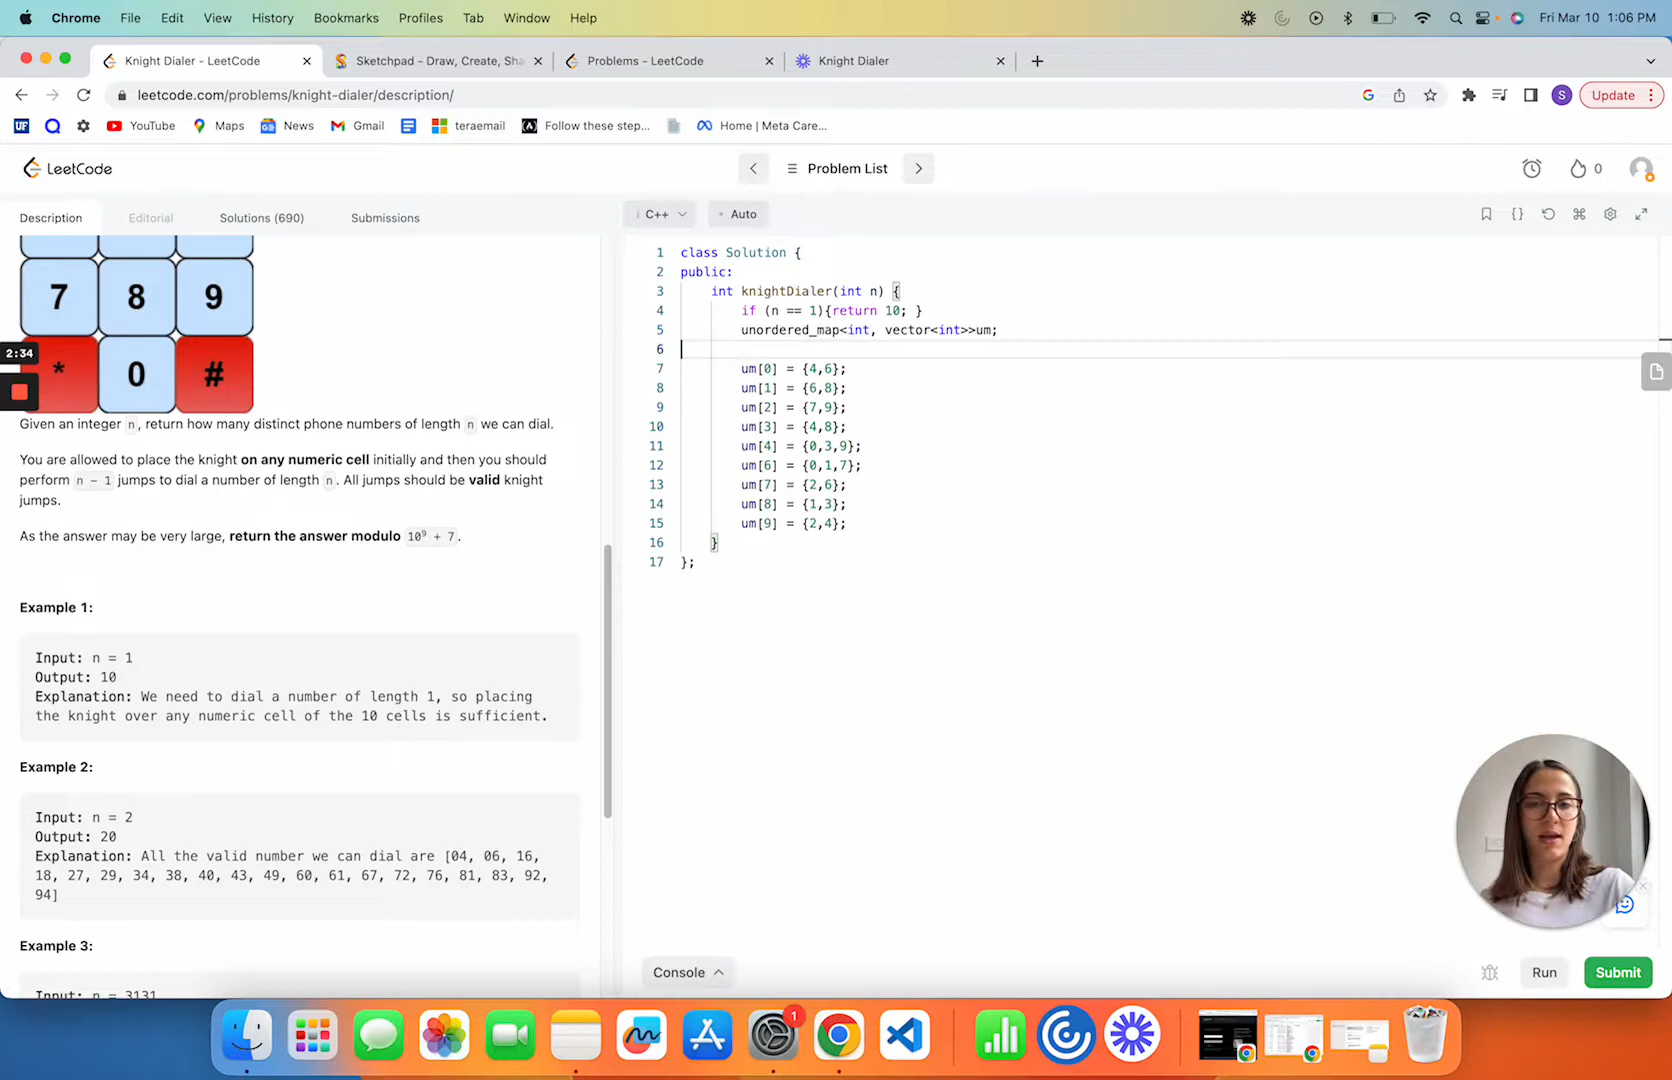 Chrome File Edit View History Bookmarks Profiles Tab Window Help Fri Mar 10 1:06 PM
Knight Dialer - LeetCode Sketchpad - Draw, Create, Sha Problems - LeetCode Knight Dialer
leetcode.com/problems/knight-dialer/description/ S Update
UF YouTube Maps News Gmail teraemail Follow these step... Home | Meta Care...
LeetCode Problem List 0
Description Editorial Solutions (690) Submissions
i C++ Auto
7 8 9
2:34
* 0 #
Given an integer n, return how many distinct phone numbers of length n we can dial.
You are allowed to place the knight on any numeric cell initially and then you should
perform n - 1 jumps to dial a number of length n. All jumps should be valid knight
jumps.
As the answer may be very large, return the answer modulo 10⁹ + 7.
Example 1:
Input: n = 1
Output: 10
Explanation: We need to dial a number of length 1, so placing
the knight over any numeric cell of the 10 cells is sufficient.
Example 2:
Input: n = 2
Output: 20
Explanation: All the valid number we can dial are [04, 06, 16,
18, 27, 29, 34, 38, 40, 43, 49, 60, 61, 67, 72, 76, 81, 83, 92,
94]
Example 3:
Input: n = 3131
1 class Solution {
2 public:
3 int knightDialer(int n) {
4 if (n == 1){return 10; }
5 unordered_map<int, vector<int>>um;
6
7 um[0] = {4,6};
8 um[1] = {6,8};
9 um[2] = {7,9};
10 um[3] = {4,8};
11 um[4] = {0,3,9};
12 um[6] = {0,1,7};
13 um[7] = {2,6};
14 um[8] = {1,3};
15 um[9] = {2,4};
16 }
17 };
Console Run Submit
1